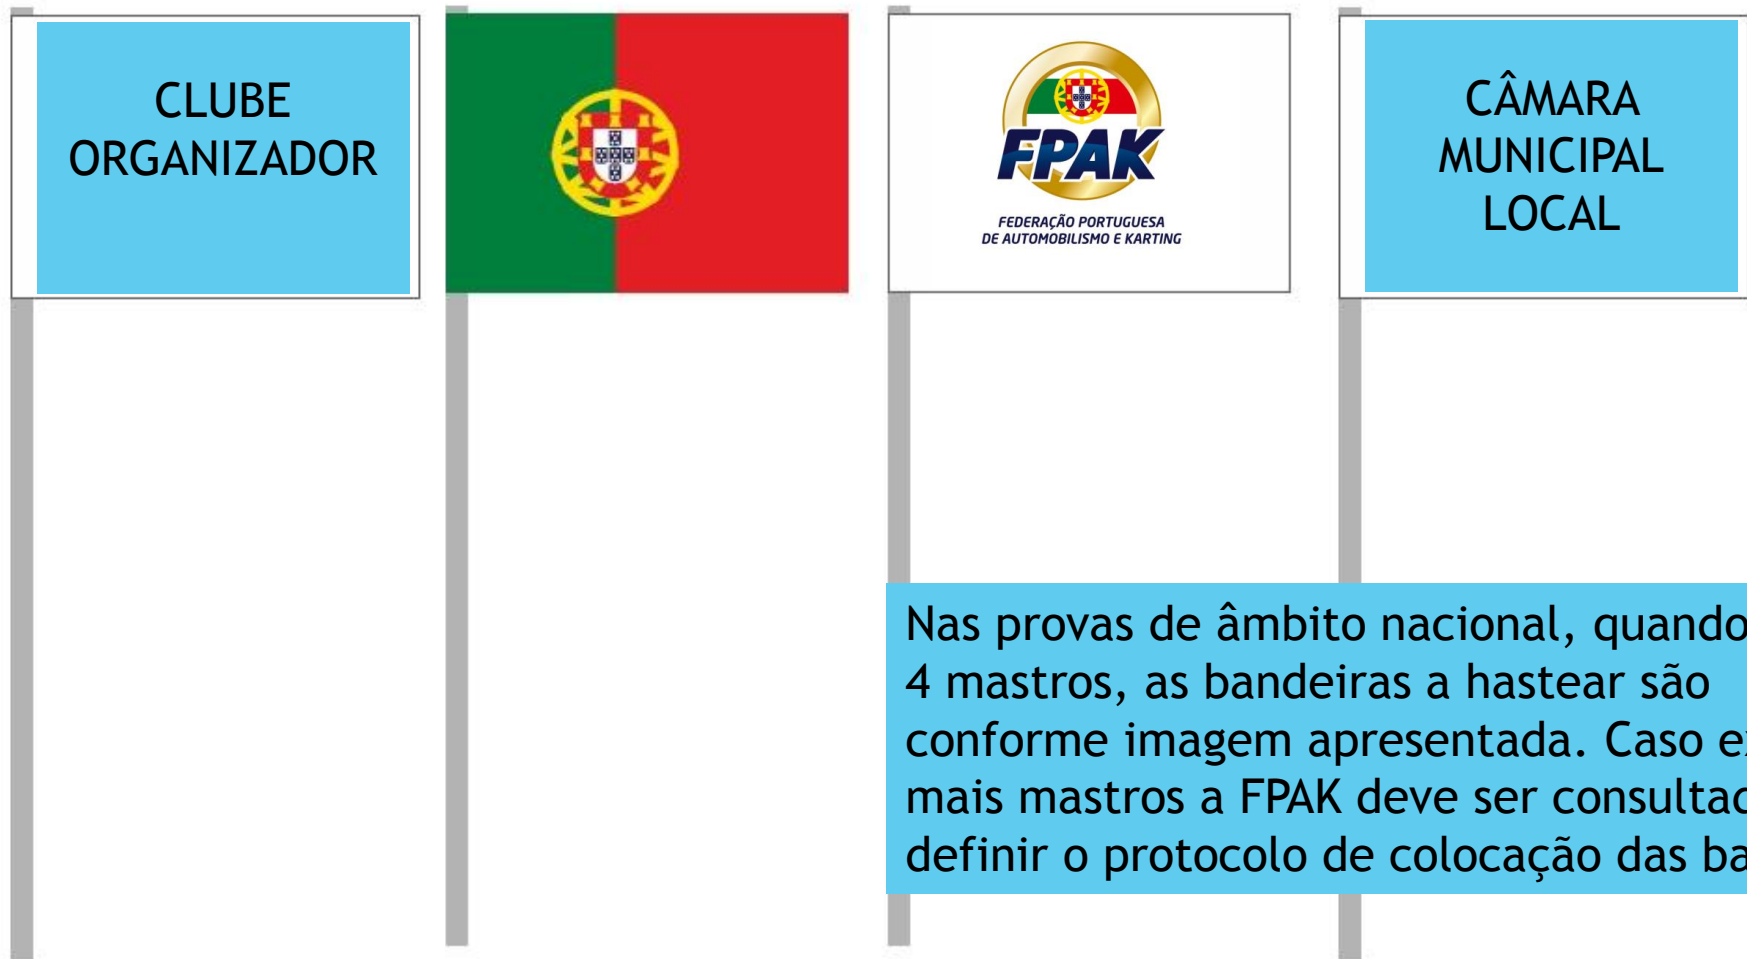 CLUBE
ORGANIZADOR
FPAK
FEDERAÇÃO PORTUGUESA
DE AUTOMOBILISMO E KARTING
CÂMARA
MUNICIPAL
LOCAL
Nas provas de âmbito nacional, quando
4 mastros, as bandeiras a hastear são
conforme imagem apresentada. Caso
mais mastros a FPAK deve ser
definir o protocolo de colocação das